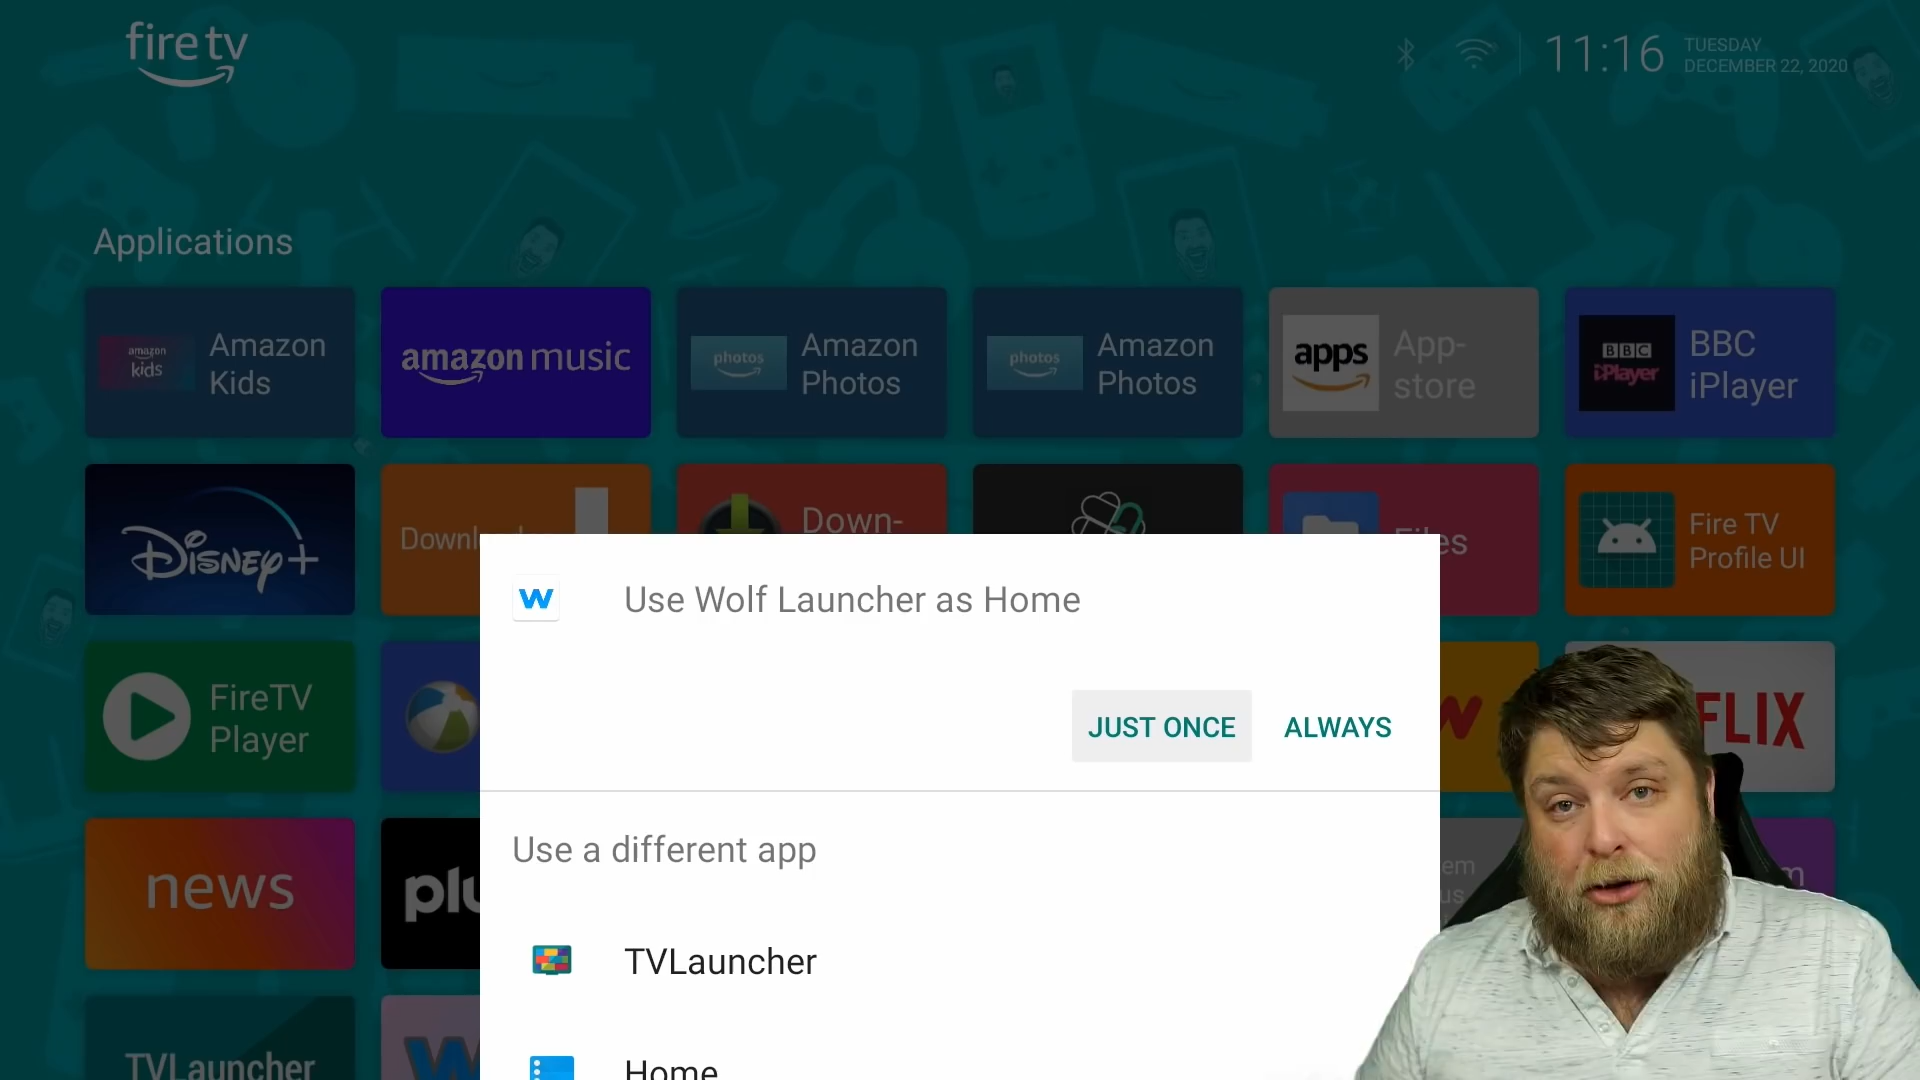 fire tv
11:16
TUESDAY
DECEMBER 22, 2020
Applications
amazon
kids
Amazon
Kids
amazon music
photos
Amazon
Photos
photos
Amazon
Photos
apps
App-
store
BBC
iPlayer
BBC
iPlayer
Disney+
Down-
Fire TV
Profile UI
Use Wolf Launcher as Home
JUST ONCE
ALWAYS
FireTV
Player
FLIX
news
plu
Use a different app
TVLauncher
Home
TVLauncher
W